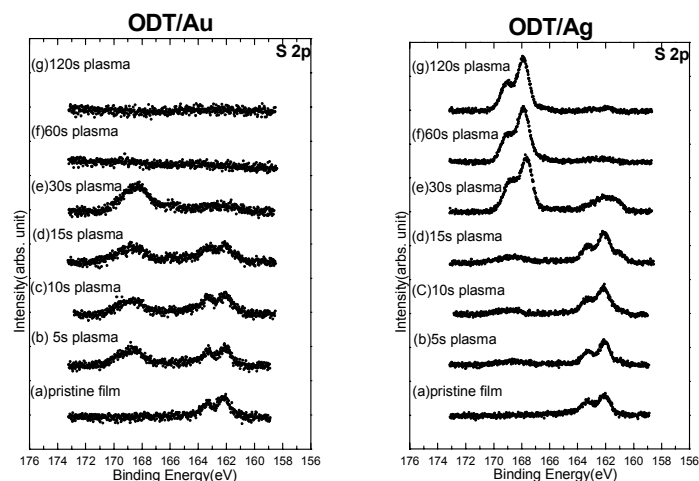 ODT/Au
S 2p
(g)120s plasma
(f)60s plasma
(e)30s plasma
(d)15s plasma
(c)10s plasma
(b) 5s plasma
(a)pristine film
Intensity(arbs. unit)
176 174 172 170 168 166 164 162 160 158 156
Binding Energy(eV)
ODT/Ag
S 2p
(g)120s plasma
(f)60s plasma
(e)30s plasma
(d)15s plasma
(C)10s plasma
(b)5s plasma
(a)pristine film
Intensity(arbs. unit)
176 174 172 170 168 166 164 162 160 158 156
Binding Energy(eV)